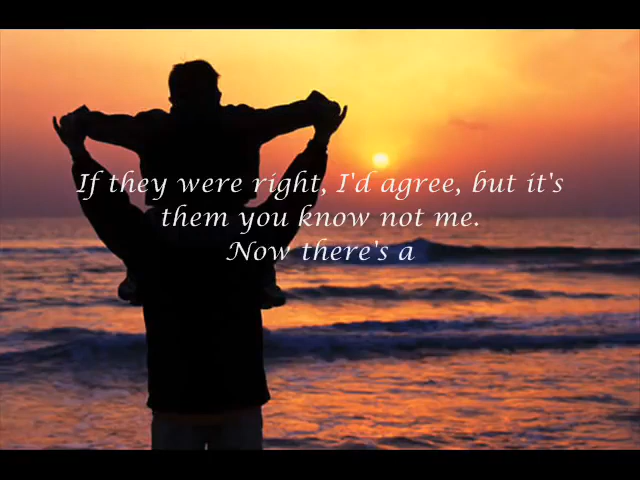 If they were right, I'd agree, but it's
them you know not me.
Now there's a